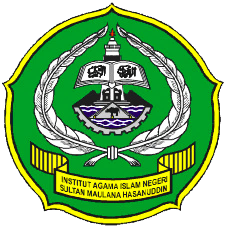 INSTITUT AGAMA ISLAM NEGERI
SULTAN MAULANA HASANUDDIN